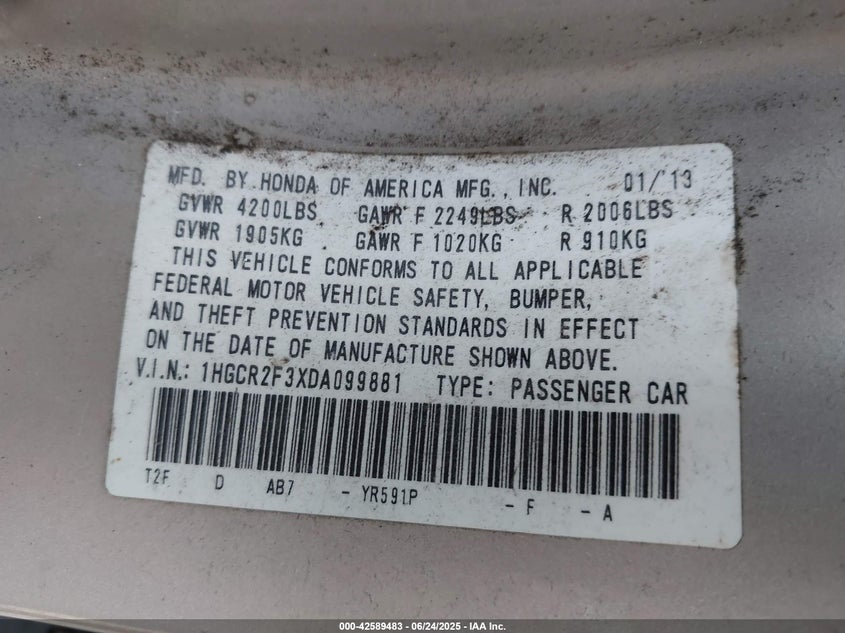 MFD. BY HONDA OF AMERICA MFG., INC. 01/'13
GVWR 4200LBS GAWR F 2249LBS R 2006LBS
GVWR 1905KG GAWR F 1020KG R 910KG
THIS VEHICLE CONFORMS TO ALL APPLICABLE
FEDERAL MOTOR VEHICLE SAFETY, BUMPER,
AND THEFT PREVENTION STANDARDS IN EFFECT
ON THE DATE OF MANUFACTURE SHOWN ABOVE.
V.I.N.: 1HGCR2F3XDA099881 TYPE: PASSENGER CAR
T2F D AB7 - YR591P - F - A
000-42589483 / 06/24/2025 - IAA Inc.